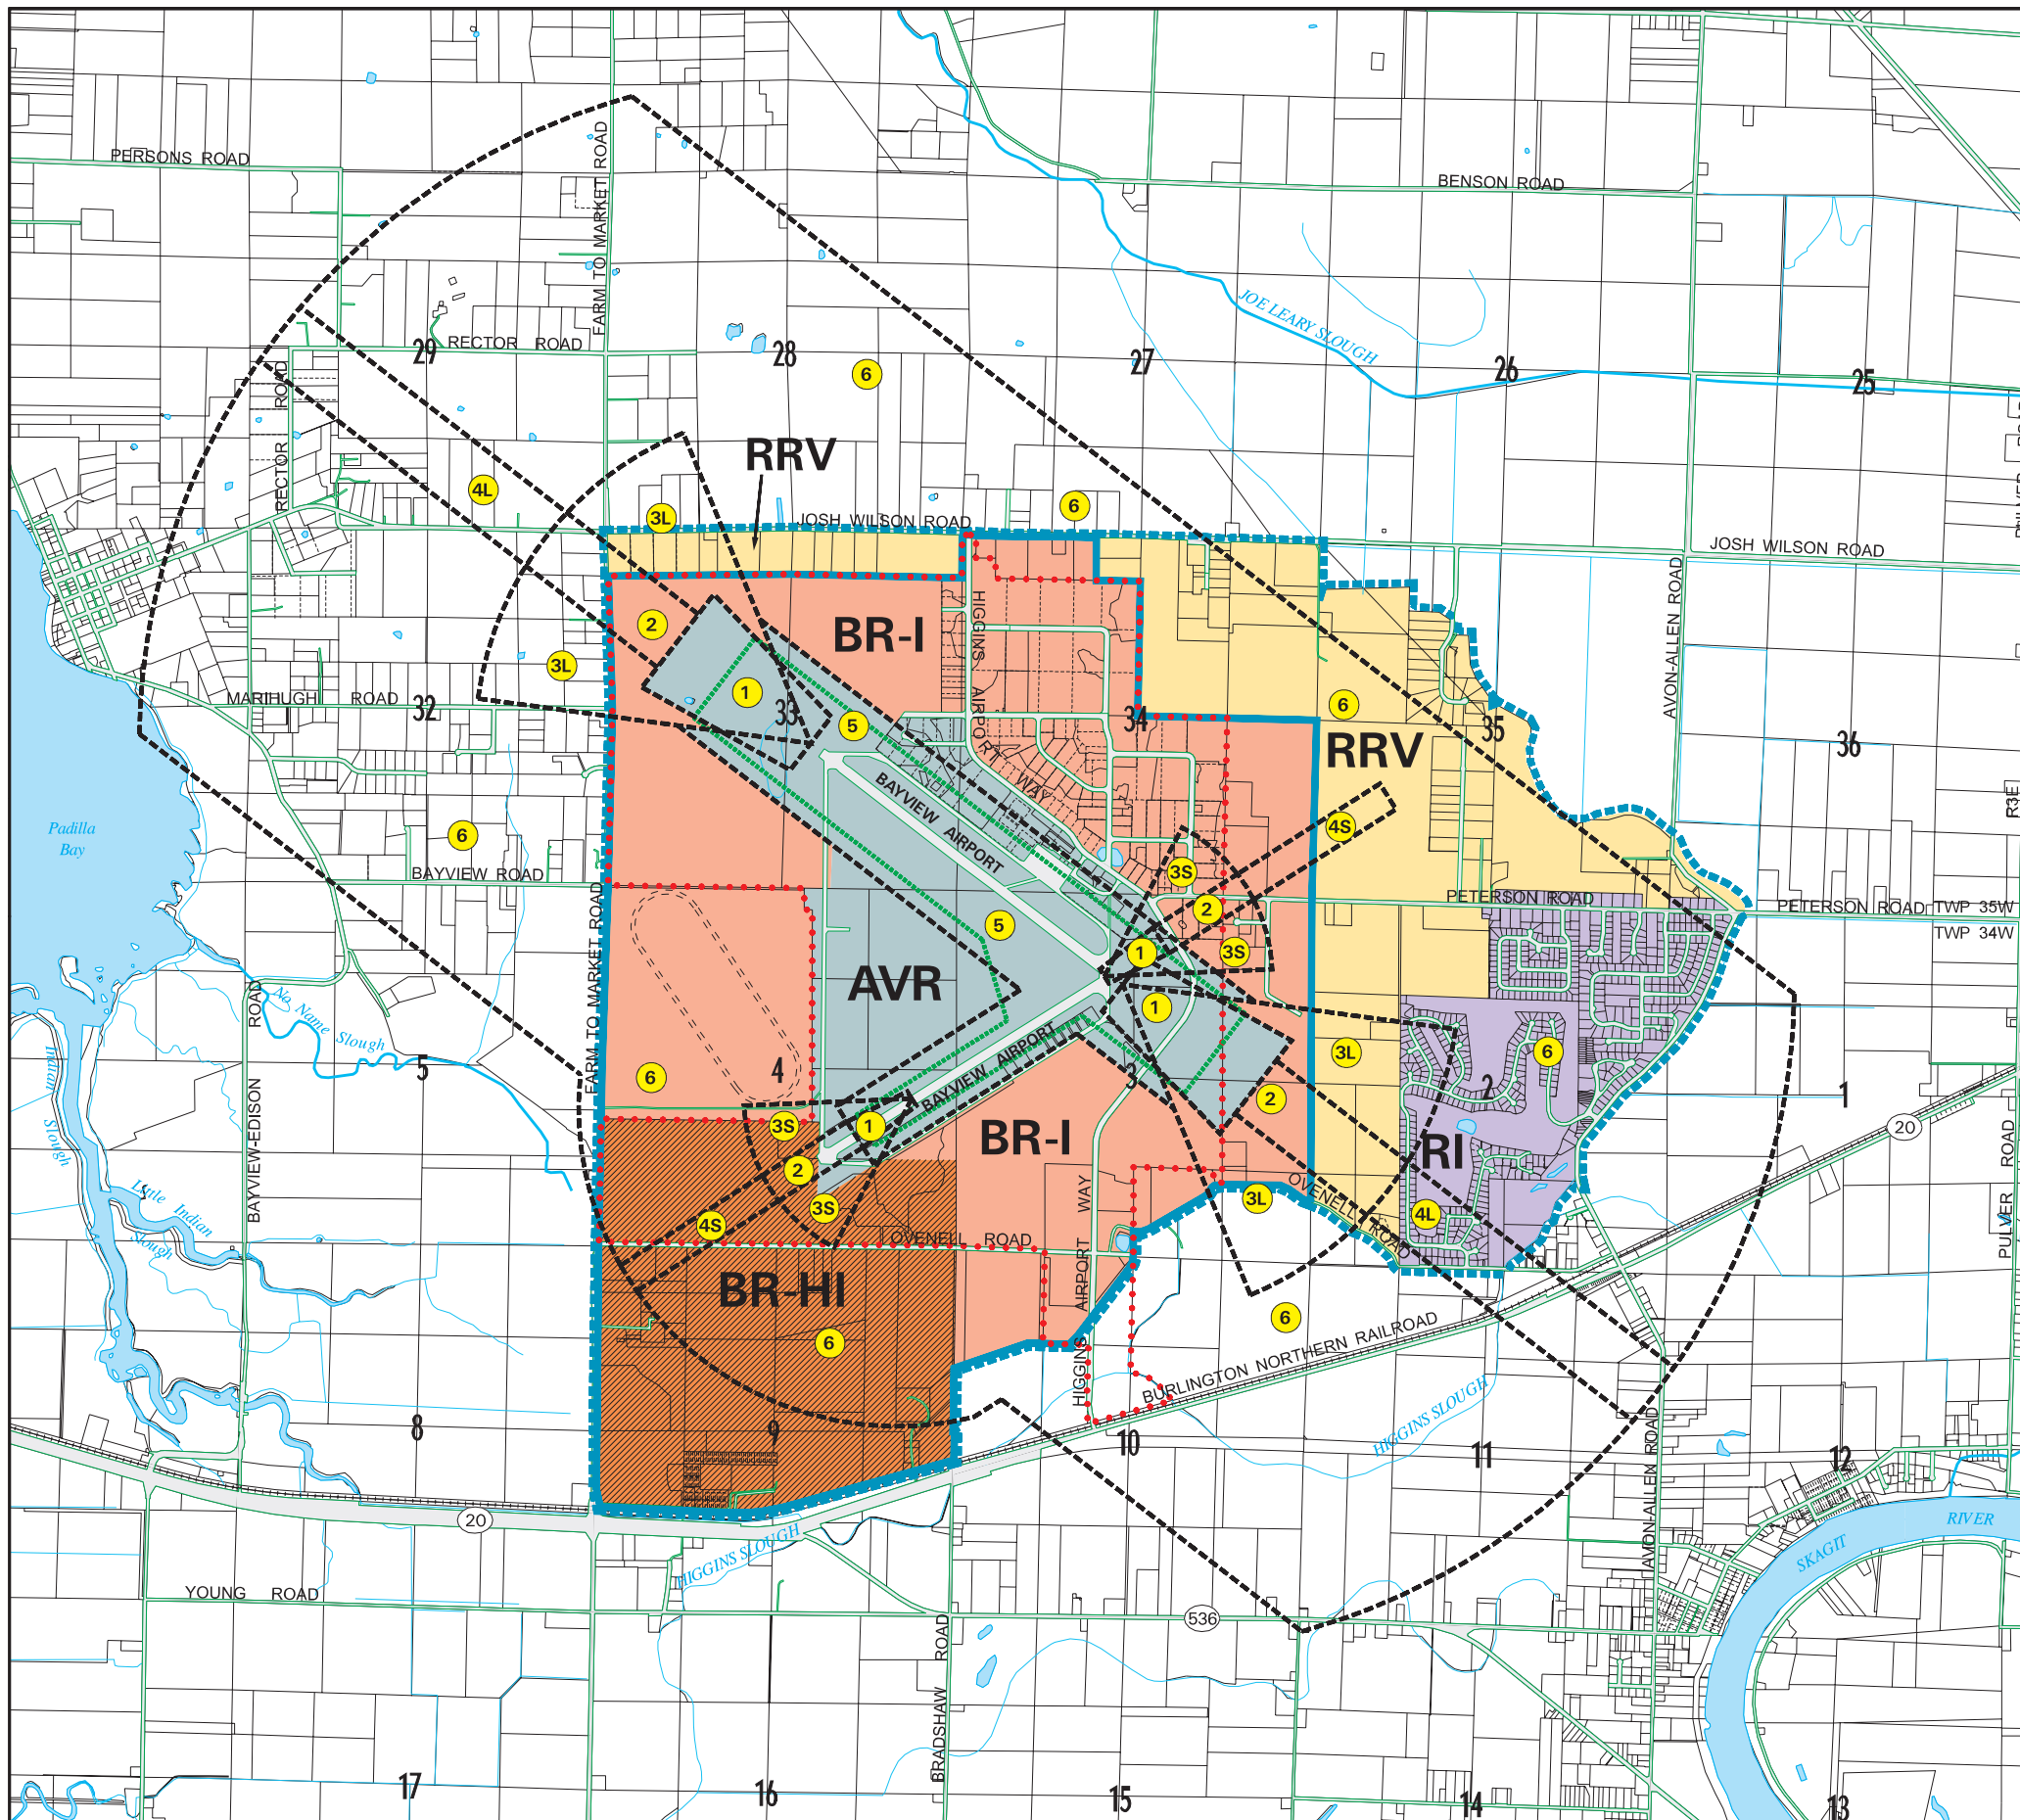 PERSONS ROAD
FARM TO MARKET ROAD
BENSON ROAD
JOE LEARY SLOUGH
29
RECTOR ROAD
28
6
27
26
25
RECTOR ROAD
RRV
4L
3L
JOSH WILSON ROAD
6
JOSH WILSON ROAD
AVON-ALLEN ROAD
2
BR-I
HIGGINS AIRPORT WAY
3L
MARIHUGH ROAD
32
1
33
5
34
6
35
36
RRV
R3E
BAYVIEW AIRPORT
4S
Padilla
Bay
6
BAYVIEW ROAD
3S
PETERSON ROAD
PETERSON ROAD
TWP 35W
TWP 34W
2
5
3S
1
FARM TO MARKET ROAD
AVR
1
No Name Slough
BAYVIEW-EDISON ROAD
Indian Slough
5
6
4
BAYVIEW AIRPORT
3
3L
6
2
1
2
20
3S
1
BR-I
RI
PULVER ROAD
2
3S
4S
Little Indian
Slough
3L
OVENELL ROAD
4L
OVENELL ROAD
HIGGINS AIRPORT WAY
BR-HI
6
6
BURLINGTON NORTHERN RAILROAD
HIGGINS SLOUGH
8
9
10
11
12
AVON-ALLEN ROAD
20
HIGGINS SLOUGH
SKAGIT RIVER
YOUNG ROAD
536
BRADSHAW ROAD
17
16
15
14
13